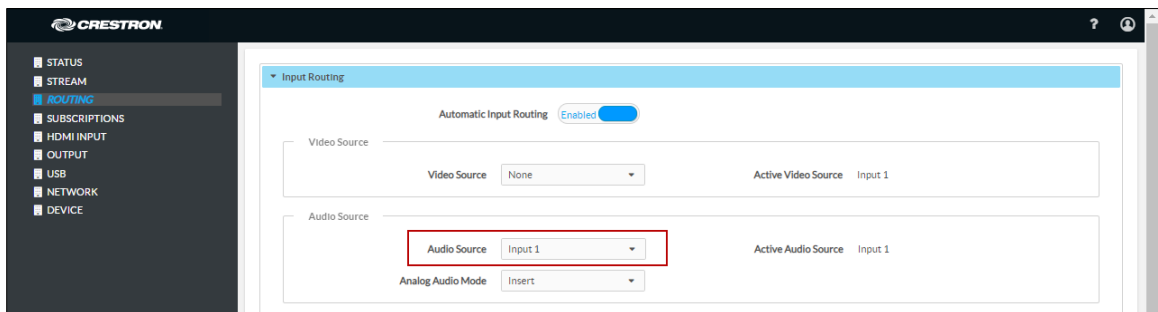 CRESTRON
?
STATUS
STREAM
ROUTING
SUBSCRIPTIONS
HDMI INPUT
OUTPUT
USB
NETWORK
DEVICE
Input Routing
Automatic Input Routing Enabled
Video Source
Video Source None Active Video Source Input 1
Audio Source
Audio Source Input 1 Active Audio Source Input 1
Analog Audio Mode Insert